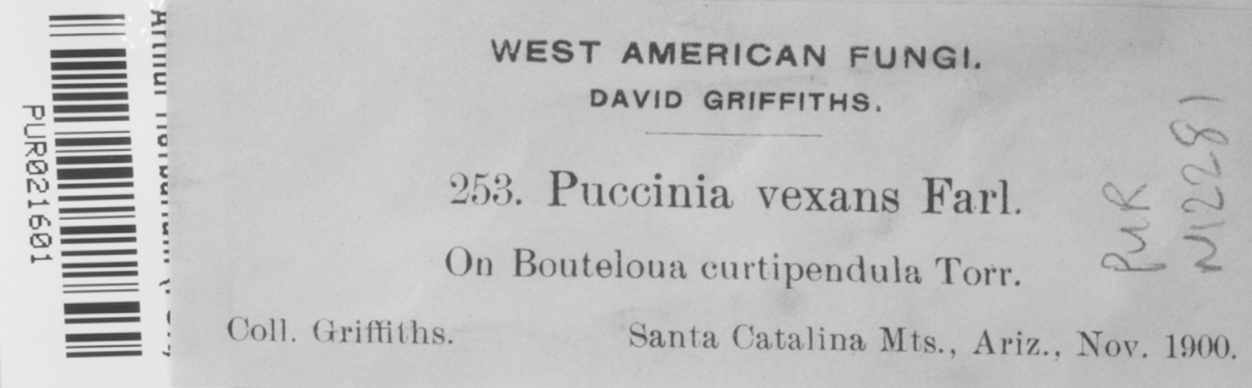 WEST AMERICAN FUNGI.
DAVID GRIFFITHS.
253. Puccinia vexans Farl.
On Bouteloua curtipendula Torr.
Coll. Griffiths. Santa Catalina Mts., Ariz., Nov. 1900.
PUR
N12281
PUR021601